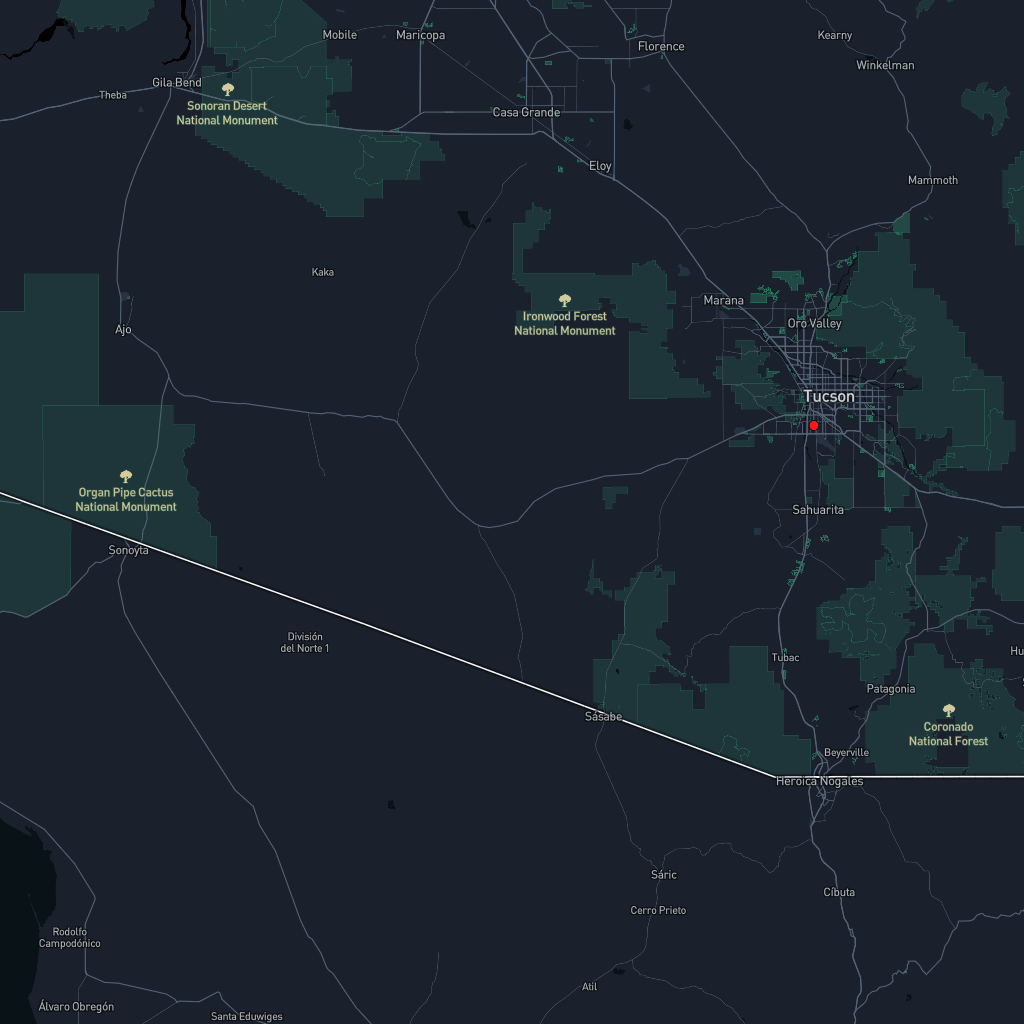 Mobile
Maricopa
Florence
Kearny
Winkelman
Gila Bend
Theba
Sonoran Desert
National Monument
Casa Grande
Eloy
Mammoth
Kaka
Marana
Ironwood Forest
National Monument
Oro Valley
Ajo
Tucson
Organ Pipe Cactus
National Monument
Sahuarita
Sonoyta
División
del Norte 1
Tubac
Hu
Patagonia
Sásabe
Coronado
National Forest
Beyerville
Heroica Nogales
Sáric
Cíbuta
Cerro Prieto
Rodolfo
Campodónico
Atil
Álvaro Obregón
Santa Eduwiges